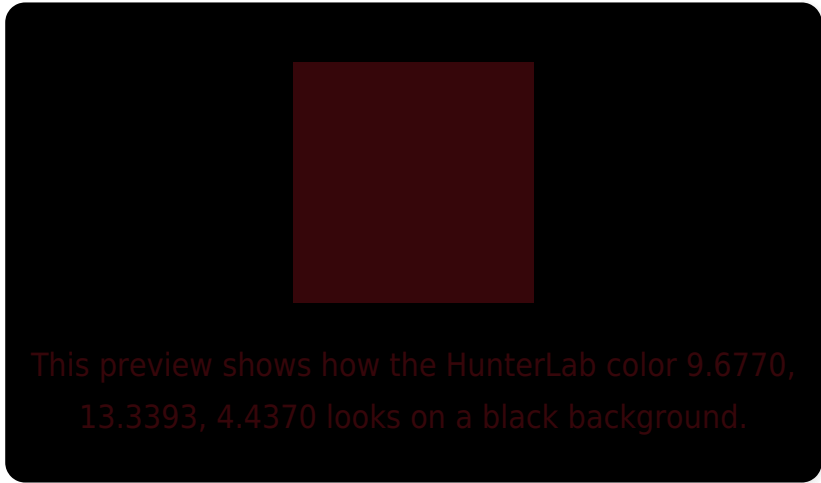 This preview shows how the HunterLab color 9.6770,
13.3393, 4.4370 looks on a black background.